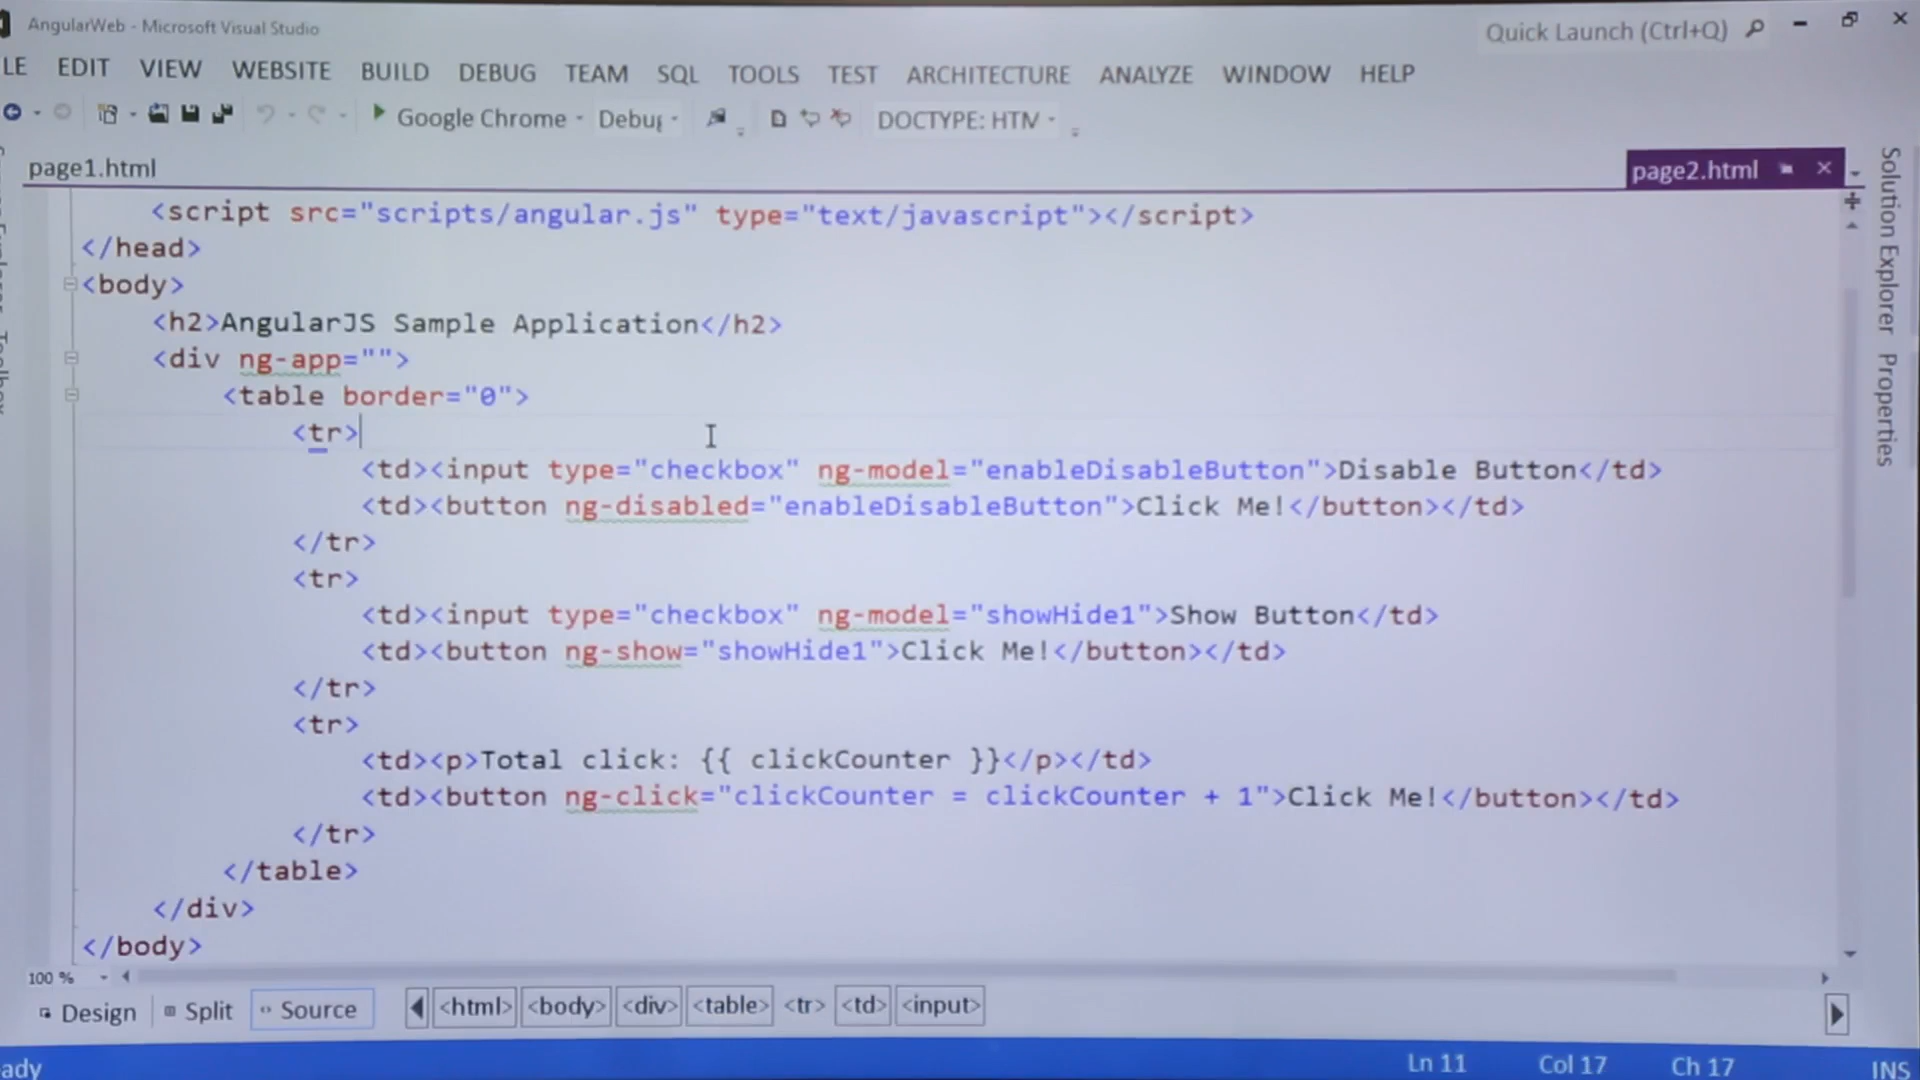 AngularWeb - Microsoft Visual Studio
Quick Launch (Ctrl+Q)
LE EDIT VIEW WEBSITE BUILD DEBUG TEAM SQL TOOLS TEST ARCHITECTURE ANALYZE WINDOW HELP
Google Chrome Debug DOCTYPE: HTM
page1.html
page2.html
<script src="scripts/angular.js" type="text/javascript"></script>
</head>
<body>
<h2>AngularJS Sample Application</h2>
<div ng-app="">
<table border="0">
<tr>
<td><input type="checkbox" ng-model="enableDisableButton">Disable Button</td>
<td><button ng-disabled="enableDisableButton">Click Me!</button></td>
</tr>
<tr>
<td><input type="checkbox" ng-model="showHide1">Show Button</td>
<td><button ng-show="showHide1">Click Me!</button></td>
</tr>
<tr>
<td><p>Total click: {{ clickCounter }}</p></td>
<td><button ng-click="clickCounter = clickCounter + 1">Click Me!</button></td>
</tr>
</table>
</div>
</body>
100 %
Design Split Source <html> <body> <div> <table> <tr> <td> <input>
ady Ln 11 Col 17 Ch 17 INS
Solution Explorer
Properties